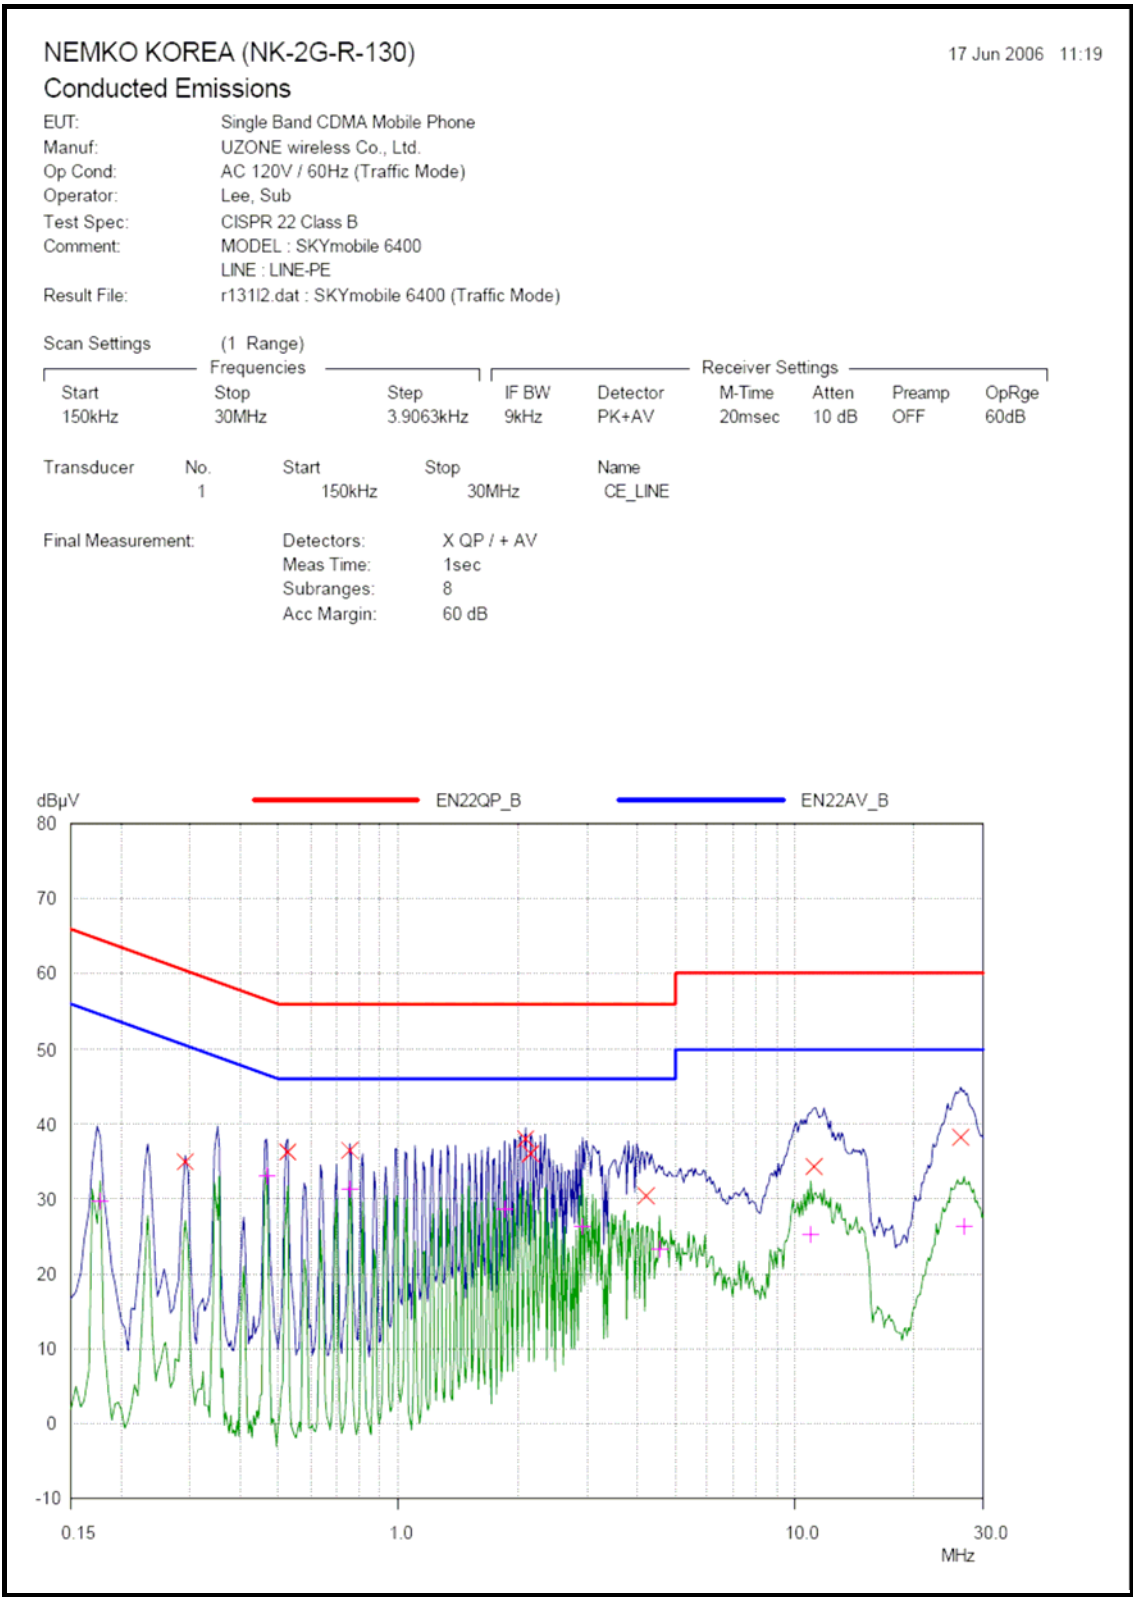 NEMKO KOREA (NK-2G-R-130) 17 Jun 2006 11:19
Conducted Emissions
EUT: Single Band CDMA Mobile Phone
Manuf: UZONE wireless Co., Ltd.
Op Cond: AC 120V / 60Hz (Traffic Mode)
Operator: Lee, Sub
Test Spec: CISPR 22 Class B
Comment: MODEL : SKYmobile 6400
LINE : LINE-PE
Result File: r131l2.dat : SKYmobile 6400 (Traffic Mode)
Scan Settings (1 Range)
Frequencies Receiver Settings
Start Stop Step IF BW Detector M-Time Atten Preamp OpRge
150kHz 30MHz 3.9063kHz 9kHz PK+AV 20msec 10 dB OFF 60dB
Transducer No. Start Stop Name
1 150kHz 30MHz CE_LINE
Final Measurement: Detectors: X QP / + AV
Meas Time: 1sec
Subranges: 8
Acc Margin: 60 dB
dBµV EN22QP_B EN22AV_B
80
70
60
50
40
30
20
10
0
-10
0.15 1.0 10.0 30.0
MHz